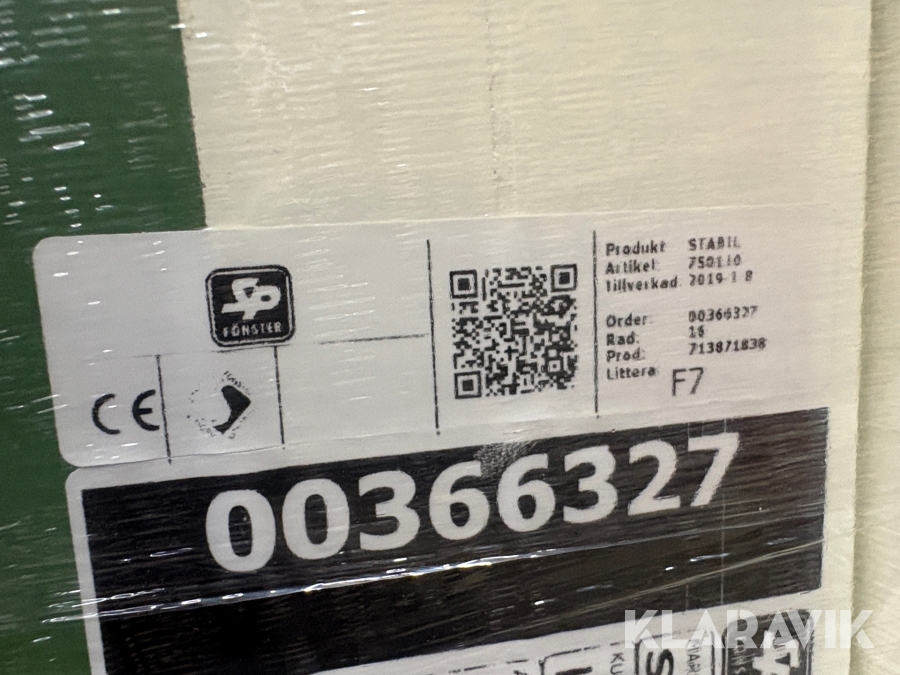 SP
FÖNSTER
CE
Produkt STABIL
Artikel: 750110
Tillverkad: 2019-1-8
Order: 00366327
Rad: 16
Prod: 713871838
Littera: F7
00366327
KLARAVIK